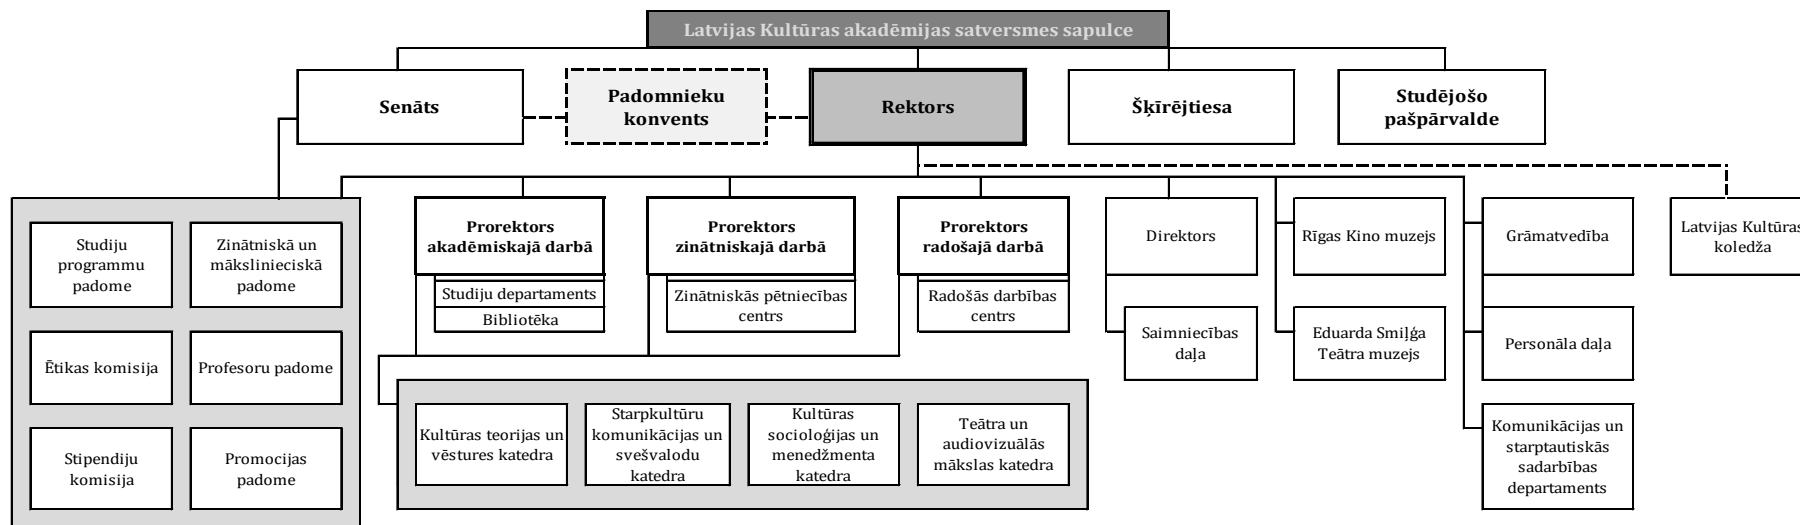 Latvijas Kultūras akadēmijas satversmes sapulce
Senāts
Padomnieku
konvents
Rektors
Šķīrējtiesa
Studējošo
pašpārvalde
Studiju
programmu
padome
Zinātniskā un
mākslinieciskā
padome
Ētikas komisija
Profesoru padome
Stipendiju
komisija
Promocijas
padome
Prorektors
akadēmiskajā darbā
Studiju departaments
Bibliotēka
Prorektors
zinātniskajā darbā
Zinātniskās pētniecības
centrs
Prorektors
radošajā darbā
Radošās darbības
centrs
Direktors
Saimniecības
daļa
Rīgas Kino muzejs
Eduarda Smiļģa
Teātra muzejs
Grāmatvedība
Personāla daļa
Komunikācijas un
starptautiskās
sadarbības
departaments
Latvijas Kultūras
koledža
Kultūras teorijas un
vēstures katedra
Starpkultūru
komunikācijas un
svešvalodu
katedra
Kultūras
socioloģijas un
menedžmenta
katedra
Teātra un
audiovizuālās
mākslas katedra